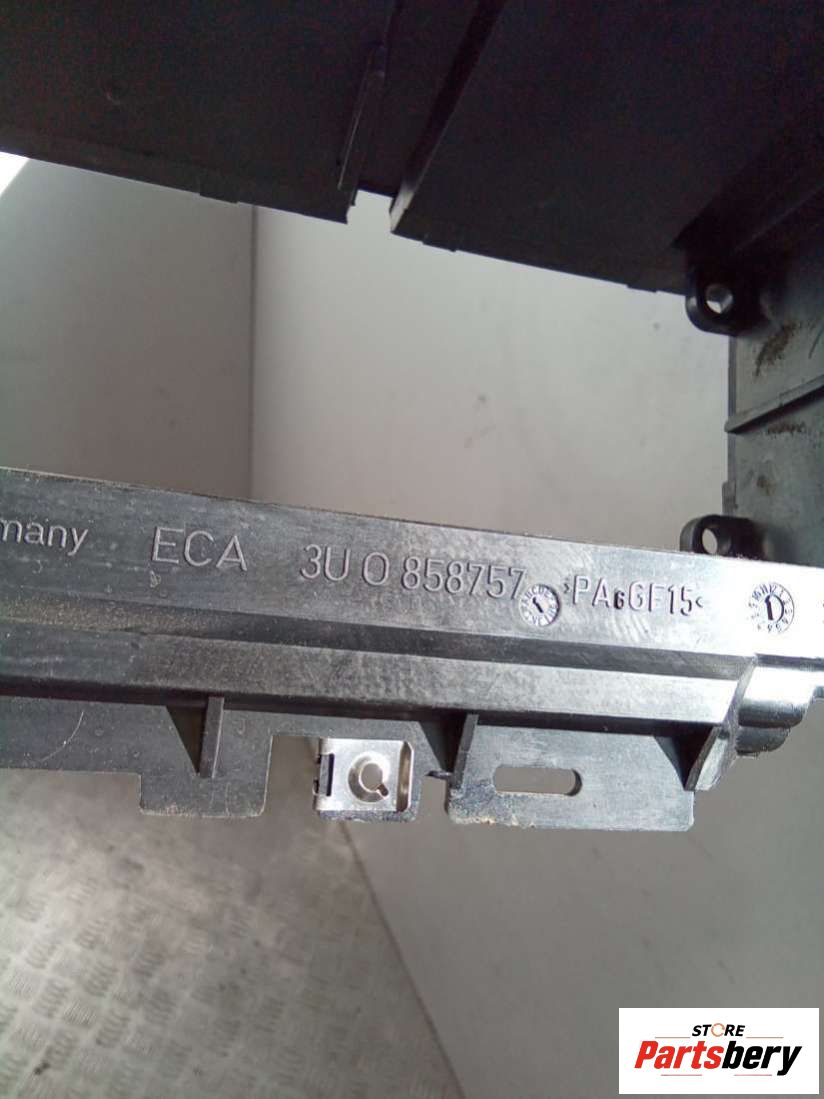 many ECA 3U0 858757 >PA6GF15<
STORE
Partsbery